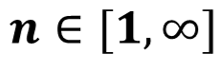 n ∈ [1, ∞]